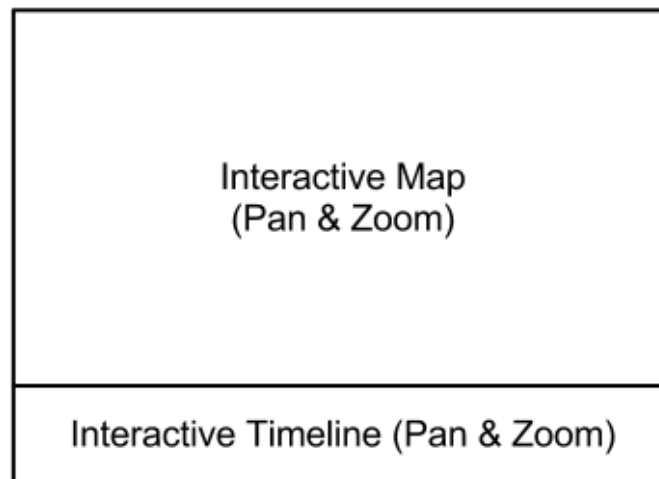 Interactive Map
(Pan & Zoom)
Interactive Timeline (Pan & Zoom)